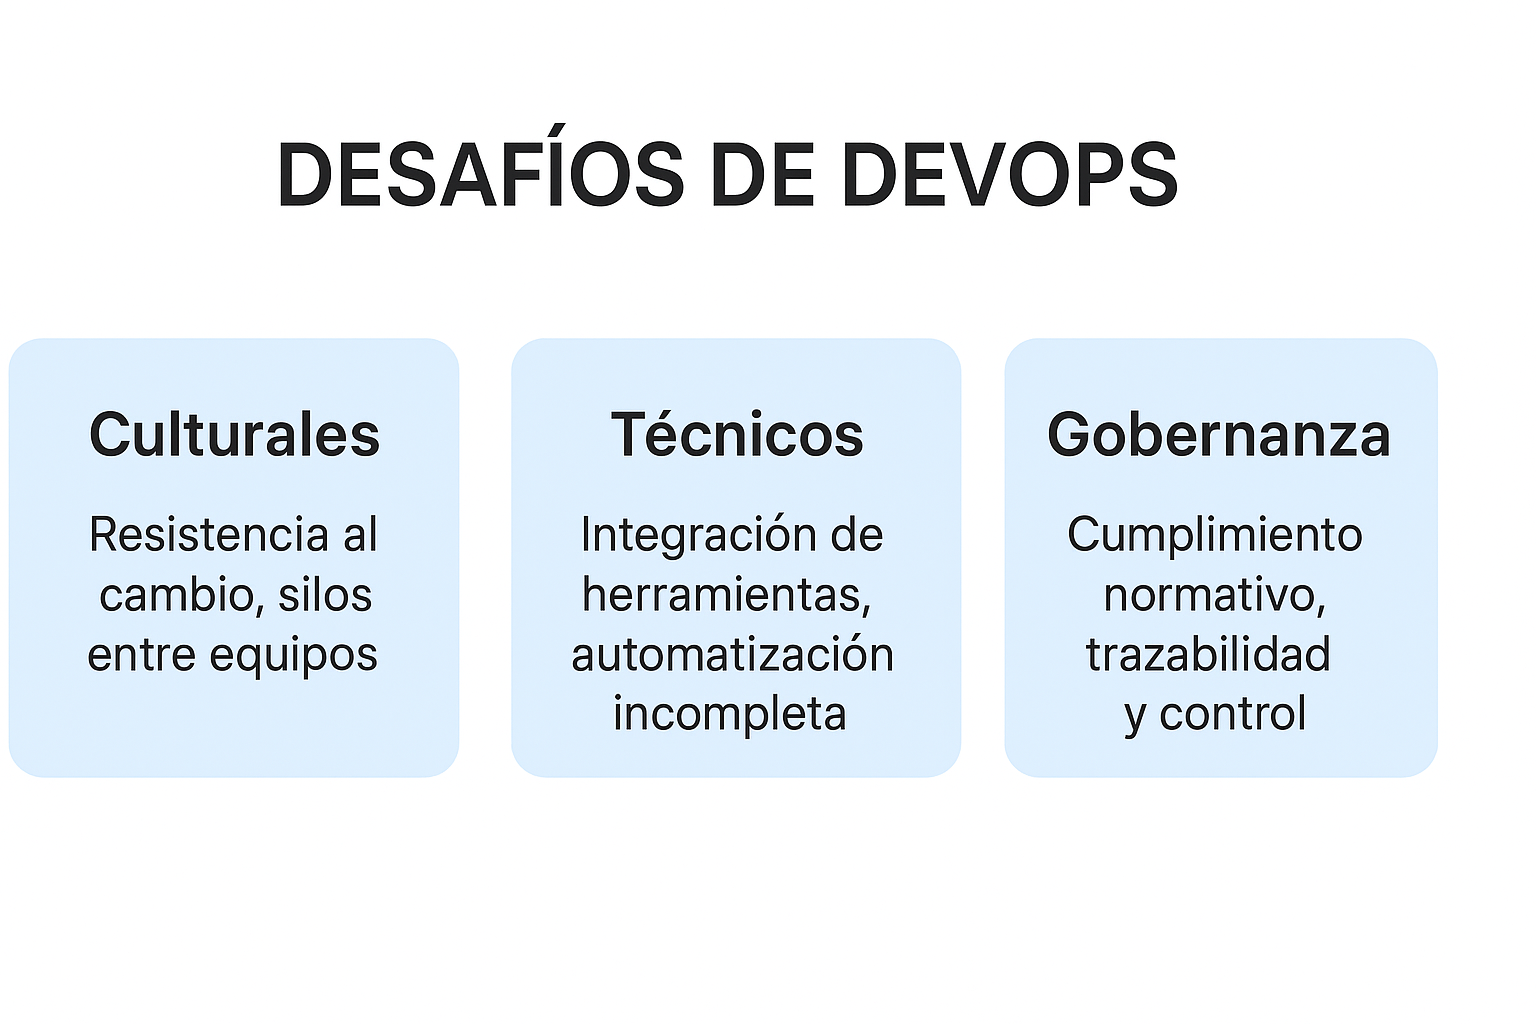 DESAFÍOS DE DEVOPS
Culturales
Resistencia al
cambio, silos
entre equipos
Técnicos
Integración de
herramientas,
automatización
incompleta
Gobernanza
Cumplimiento
normativo,
trazabilidad
y control